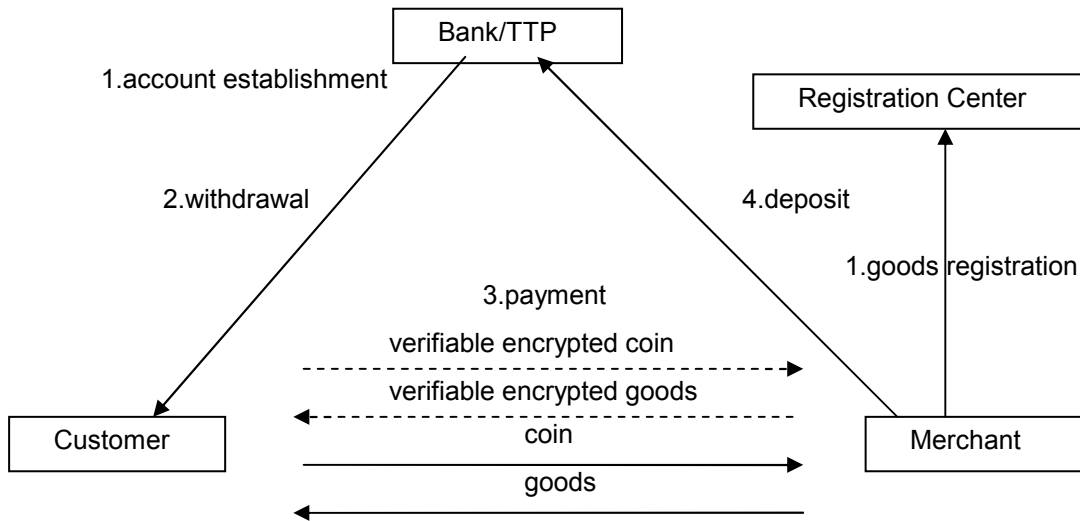 Bank/TTP
1.account establishment
Registration Center
2.withdrawal
4.deposit
1.goods registration
3.payment
verifiable encrypted coin
verifiable encrypted goods
Customer
coin
Merchant
goods